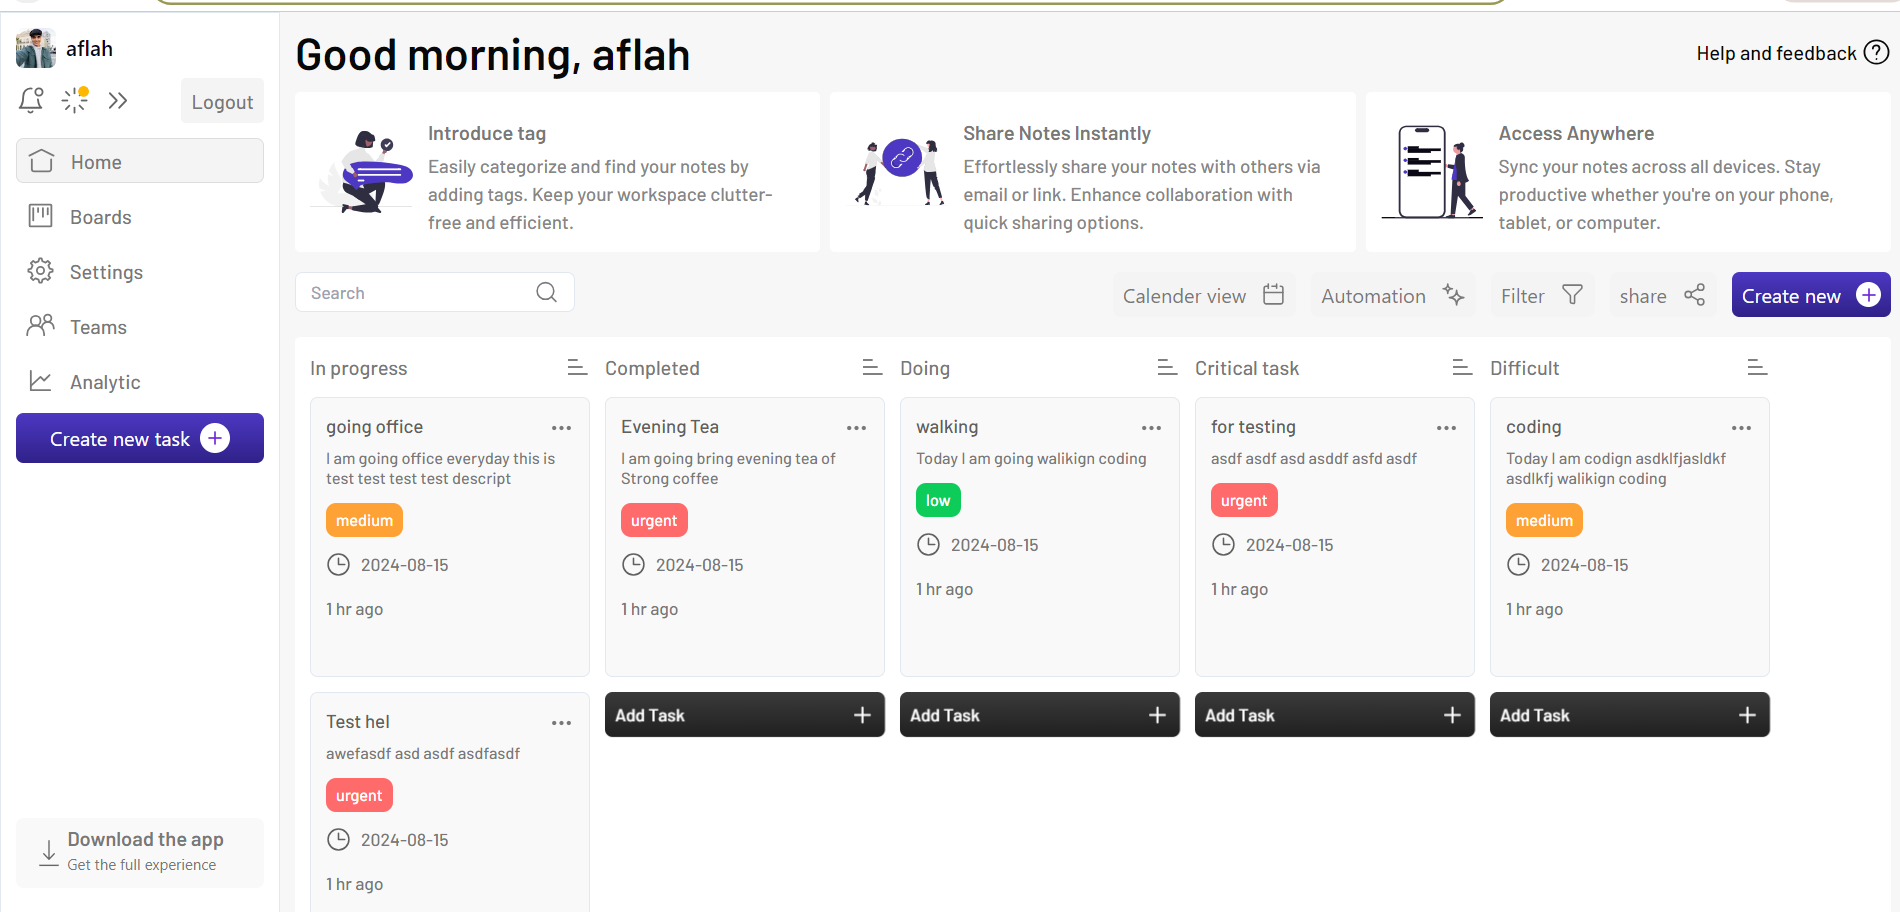 aflah
Logout
Home
Boards
Settings
Teams
Analytic
Create new task
Download the app
Get the full experience
Good morning, aflah
Help and feedback
Introduce tag
Easily categorize and find your notes by
adding tags. Keep your workspace clutter-
free and efficient.
Share Notes Instantly
Effortlessly share your notes with others via
email or link. Enhance collaboration with
quick sharing options.
Access Anywhere
Sync your notes across all devices. Stay
productive whether you're on your phone,
tablet, or computer.
Search
Calender view
Automation
Filter
share
Create new
In progress
going office
I am going office everyday this is
test test test test descript
medium
2024-08-15
1 hr ago
Test hel
awefasdf asd asdf asdfasdf
urgent
2024-08-15
1 hr ago
Completed
Evening Tea
I am going bring evening tea of
Strong coffee
urgent
2024-08-15
1 hr ago
Add Task
Doing
walking
Today I am going walikign coding
low
2024-08-15
1 hr ago
Add Task
Critical task
for testing
asdf asdf asd asddf asfd asdf
urgent
2024-08-15
1 hr ago
Add Task
Difficult
coding
Today I am codign asdklfjasldkf
asdlkfj walikign coding
medium
2024-08-15
1 hr ago
Add Task